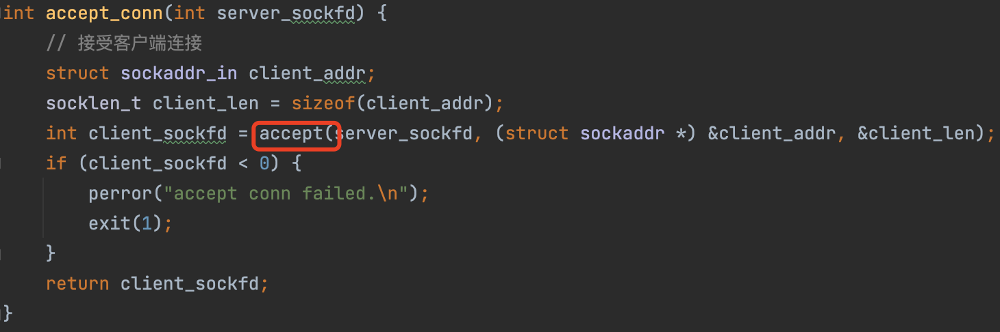 int accept_conn(int server_sockfd) {
    // 接受客户端连接
    struct sockaddr_in client_addr;
    socklen_t client_len = sizeof(client_addr);
    int client_sockfd = accept(server_sockfd, (struct sockaddr *) &client_addr, &client_len);
    if (client_sockfd < 0) {
        perror("accept conn failed.\n");
        exit(1);
    }
    return client_sockfd;
}